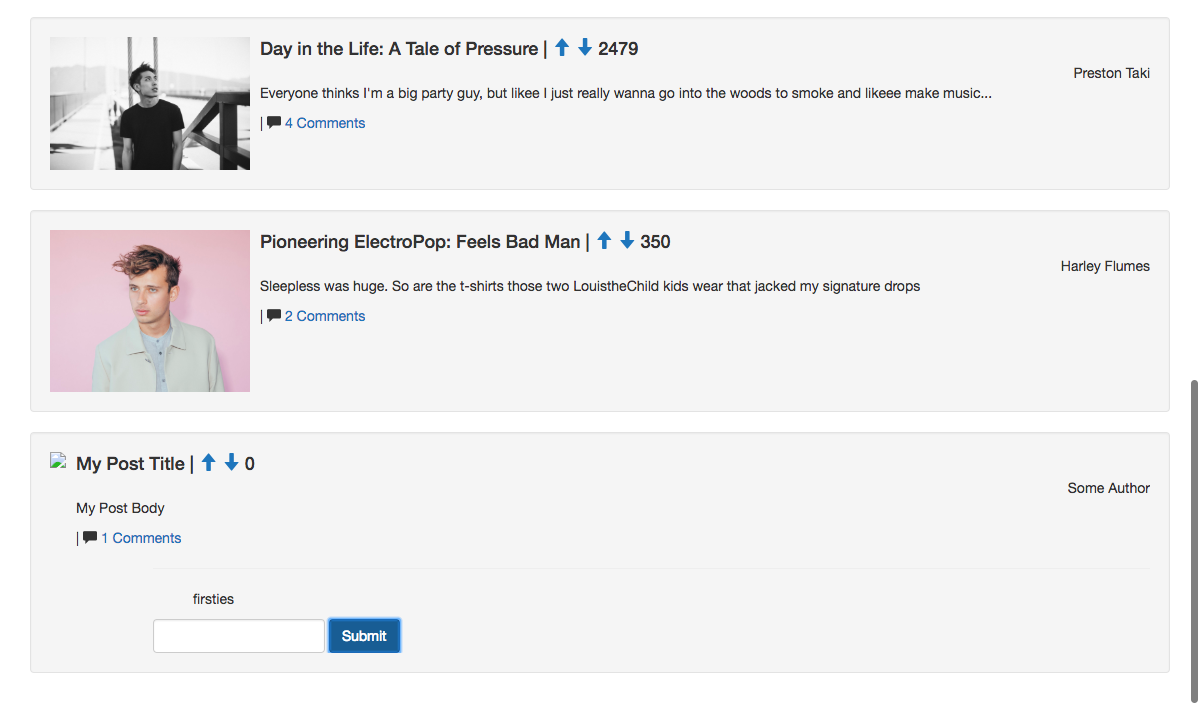 Day in the Life: A Tale of Pressure | 2479
Preston Taki
Everyone thinks I'm a big party guy, but likee I just really wanna go into the woods to smoke and likeee make music...
| 4 Comments
Pioneering ElectroPop: Feels Bad Man | 350
Harley Flumes
Sleepless was huge. So are the t-shirts those two LouistheChild kids wear that jacked my signature drops
| 2 Comments
My Post Title | 0
Some Author
My Post Body
| 1 Comments
firsties
Submit